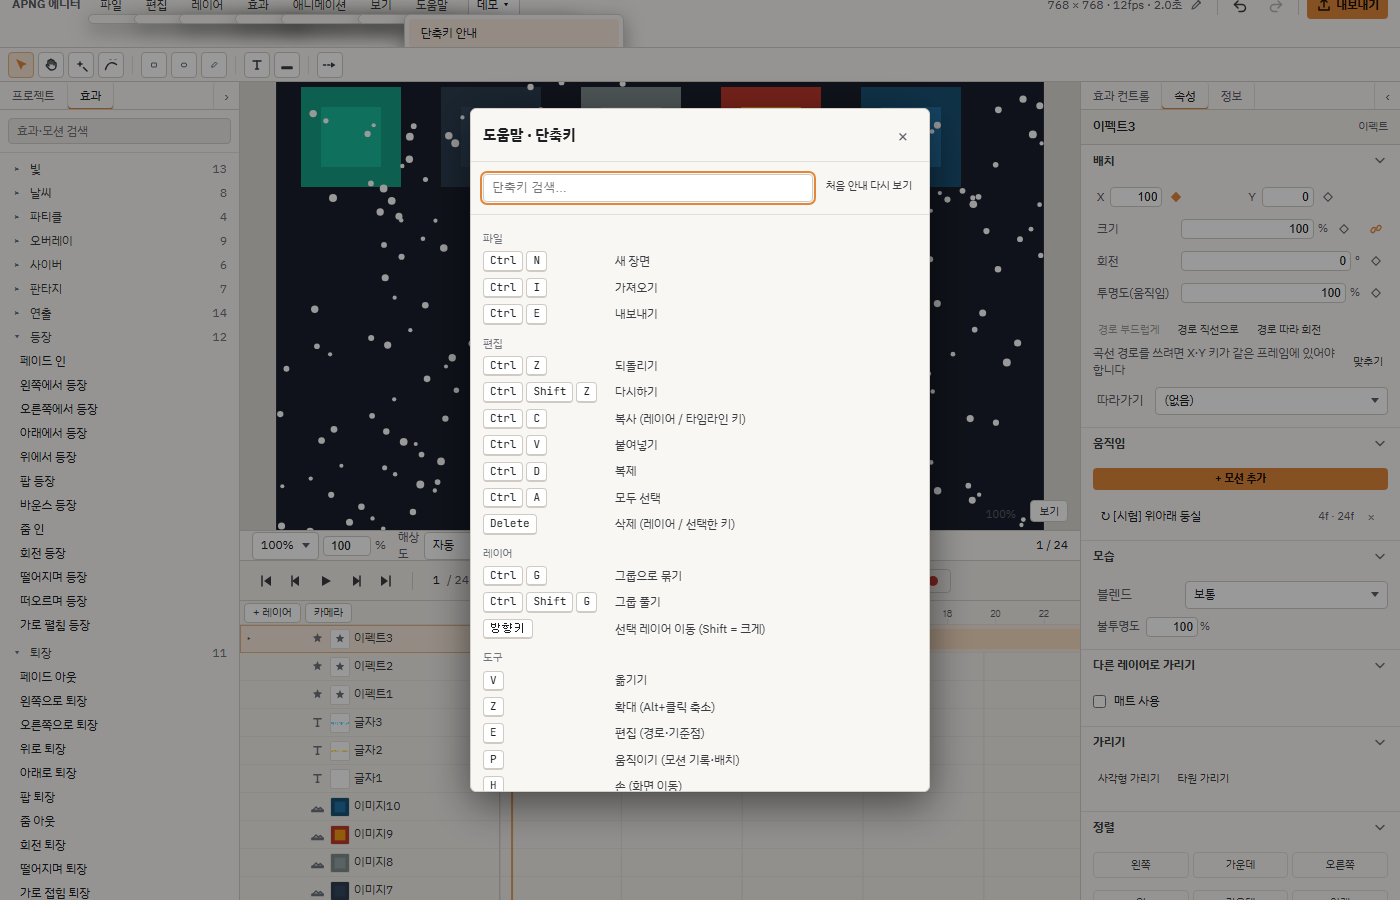 APNG 에디터 파일 편집 레이어 효과 애니메이션 보기 도움말 데모 768 × 768 · 12fps · 2.0초 내보내기
단축키 안내
프로젝트 효과
효과·모션 검색
빛 13
날씨 8
파티클 4
오버레이 9
사이버 6
판타지 7
연출 14
등장 12
페이드 인
왼쪽에서 등장
오른쪽에서 등장
아래에서 등장
위에서 등장
팝 등장
바운스 등장
줌 인
회전 등장
떨어지며 등장
떠오르며 등장
가로 펼침 등장
퇴장 11
페이드 아웃
왼쪽으로 퇴장
오른쪽으로 퇴장
위로 퇴장
아래로 퇴장
팝 퇴장
줌 아웃
회전 퇴장
떨어지며 퇴장
가로 접힘 퇴장
도움말 · 단축키 ×
단축키 검색... 처음 안내 다시 보기
파일
Ctrl N 새 장면
Ctrl I 가져오기
Ctrl E 내보내기
편집
Ctrl Z 되돌리기
Ctrl Shift Z 다시하기
Ctrl C 복사 (레이어 / 타임라인 키)
Ctrl V 붙여넣기
Ctrl D 복제
Ctrl A 모두 선택
Delete 삭제 (레이어 / 선택한 키)
레이어
Ctrl G 그룹으로 묶기
Ctrl Shift G 그룹 풀기
방향키 선택 레이어 이동 (Shift = 크게)
도구
V 옮기기
Z 확대 (Alt+클릭 축소)
E 편집 (경로·기준점)
P 움직이기 (모션 기록·배치)
H 손 (화면 이동)
100% 보기
100% 100 % 해상도 자동 1 / 24
1 / 24
+ 레이어 카메라 18 20 22
이펙트3
이펙트2
이펙트1
글자3
글자2
글자1
이미지10
이미지9
이미지8
이미지7
효과 컨트롤 속성 정보
이펙트3 이펙트
배치
X 100 Y 0
크기 100 %
회전 0 °
투명도(움직임) 100 %
경로 부드럽게 경로 직선으로 경로 따라 회전
곡선 경로를 쓰려면 X·Y 키가 같은 프레임에 있어야
합니다 맞추기
따라가기 (없음)
움직임
+ 모션 추가
↻ [시험] 위아래 둥실 4f · 24f ×
모습
블렌드 보통
불투명도 100 %
다른 레이어로 가리기
매트 사용
가리기
사각형 가리기 타원 가리기
정렬
왼쪽 가운데 오른쪽